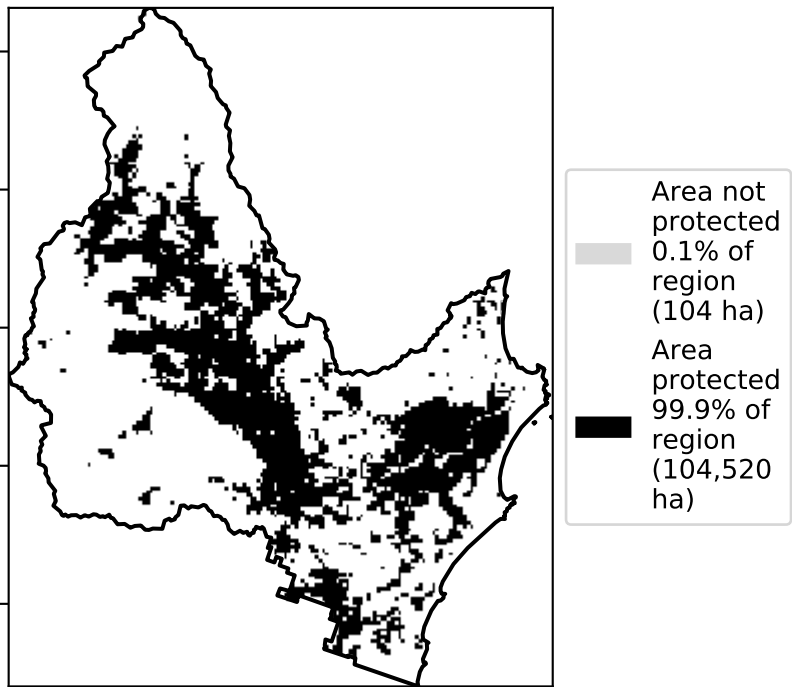 Area not
protected
0.1% of
region
(104 ha)
Area
protected
99.9% of
region
(104,520
ha)